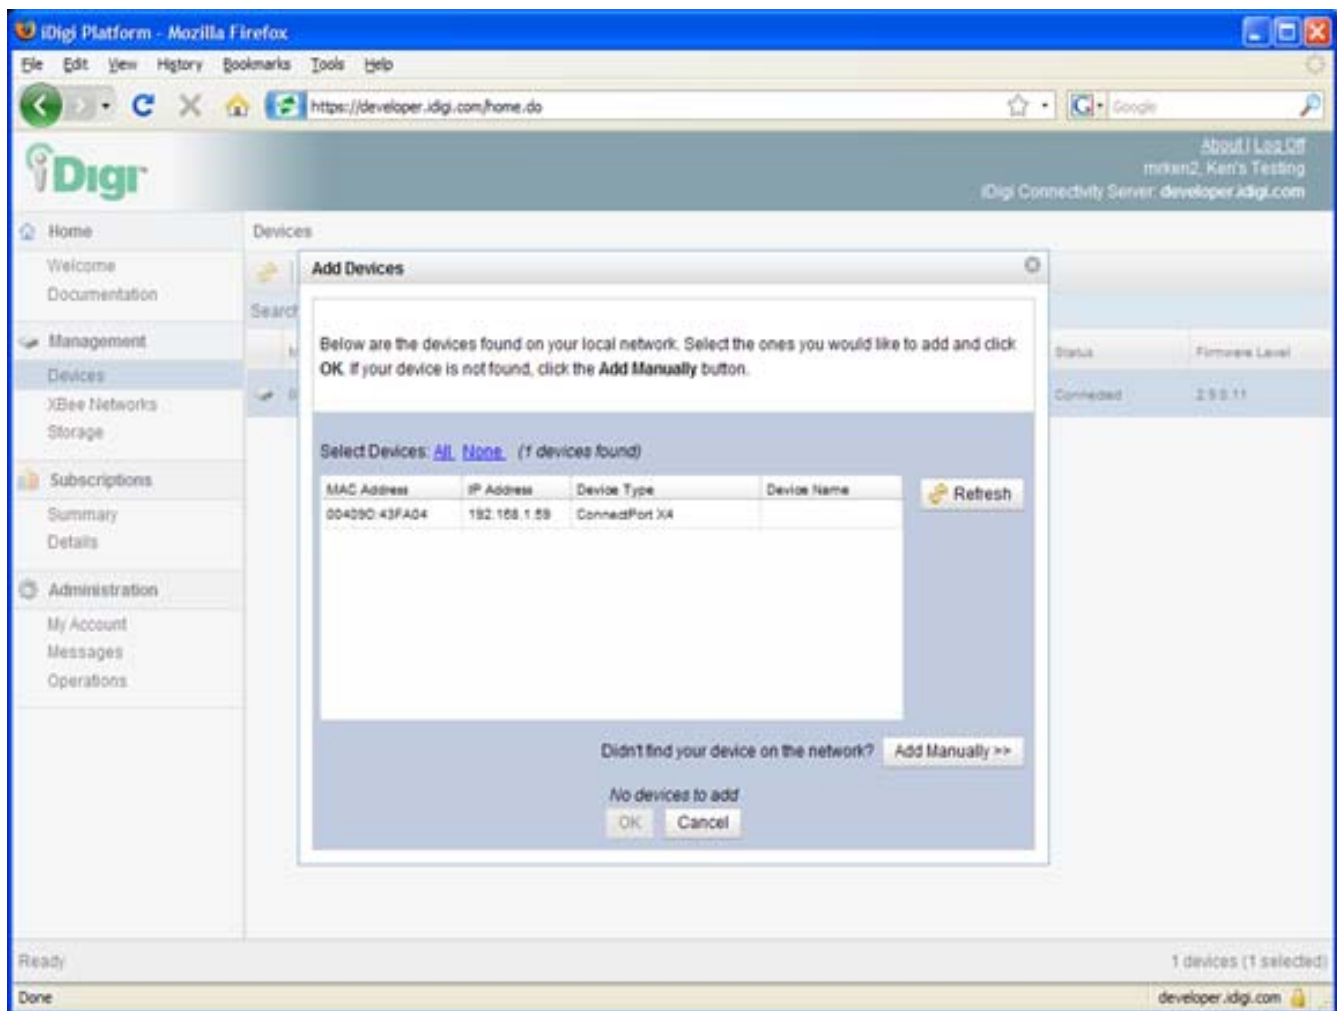 iDigi Platform - Mozilla Firefox
File Edit View History Bookmarks Tools Help
https://developer.idigi.com/home.do
Google
iDigi
About | Log Off
mrken2, Ken's Testing
iDigi Connectivity Server: developer.idigi.com
Home
Welcome
Documentation
Management
Devices
XBee Networks
Storage
Subscriptions
Summary
Details
Administration
My Account
Messages
Operations
Devices
Search
Status Firmware Level
Connected 2.9.0.11
Add Devices
Below are the devices found on your local network. Select the ones you would like to add and click
OK. If your device is not found, click the Add Manually button.
Select Devices: All None (1 devices found)
MAC Address IP Address Device Type Device Name
00409D:43FA04 192.168.1.59 ConnectPort X4
Refresh
Didn't find your device on the network? Add Manually >>
No devices to add
OK Cancel
Ready 1 devices (1 selected)
Done developer.idigi.com